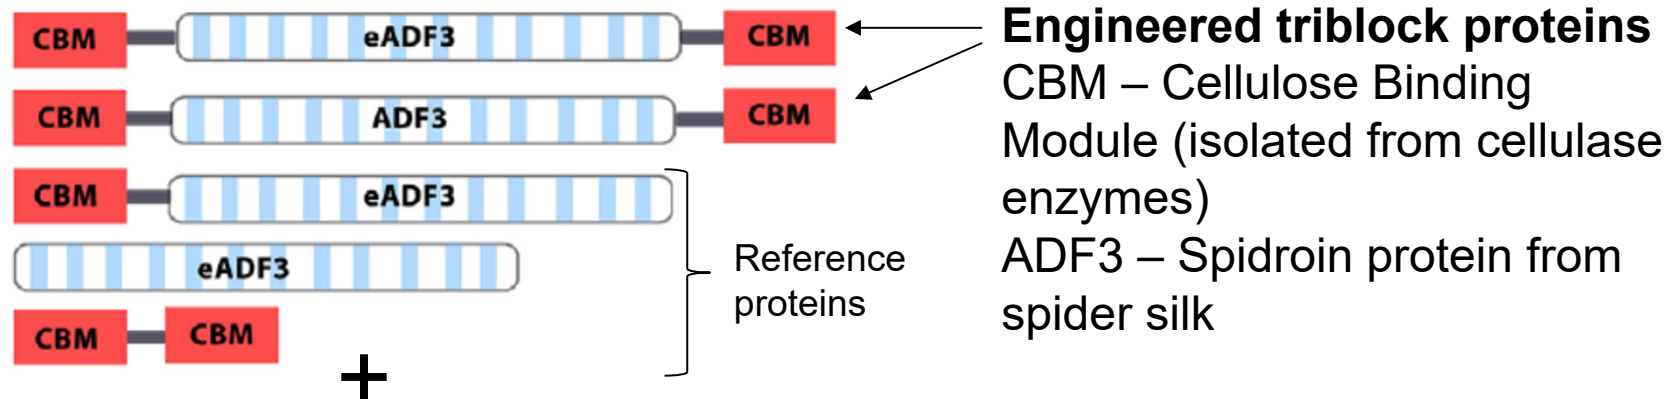 CBM eADF3 CBM
CBM ADF3 CBM
CBM eADF3
eADF3
CBM CBM
+
Reference
proteins
Engineered triblock proteins
CBM – Cellulose Binding
Module (isolated from cellulase
enzymes)
ADF3 – Spidroin protein from
spider silk